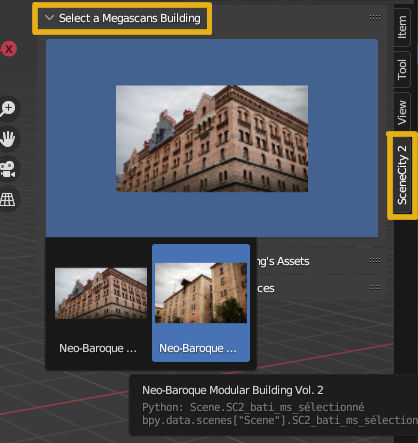 Select a Megascans Building
Item
Tool
View
SceneCity 2
ng's Assets
ces
Neo-Baroque ...
Neo-Baroque ...
Neo-Baroque Modular Building Vol. 2
Python: Scene.SC2_bati_ms_sélectionné
bpy.data.scenes["Scene"].SC2_bati_ms_sélection